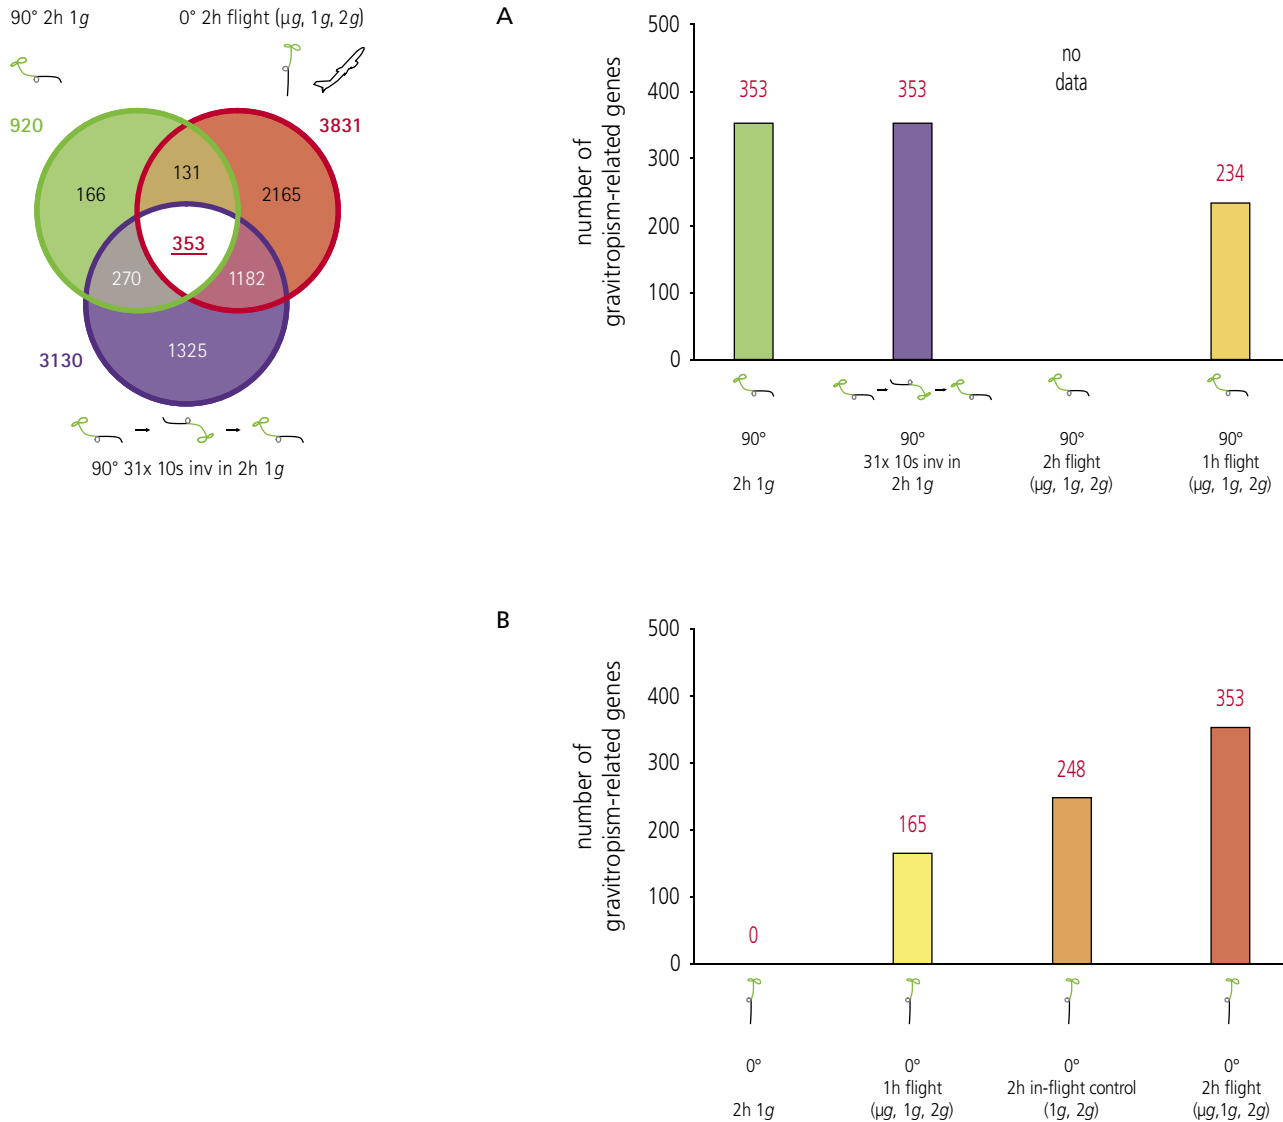 90° 2h 1g
0° 2h flight (µg, 1g, 2g)
920
3831
131
166
2165
353
270
1182
1325
3130
90° 31x 10s inv in 2h 1g
A
number of
gravitropism-related genes
500
400
300
200
100
0
353
353
no
data
234
90°
2h 1g
90°
31x 10s inv in
2h 1g
90°
2h flight
(µg, 1g, 2g)
90°
1h flight
(µg, 1g, 2g)
B
number of
gravitropism-related genes
500
400
300
200
100
0
0
165
248
353
0°
2h 1g
0°
1h flight
(µg, 1g, 2g)
0°
2h in-flight control
(1g, 2g)
0°
2h flight
(µg,1g, 2g)